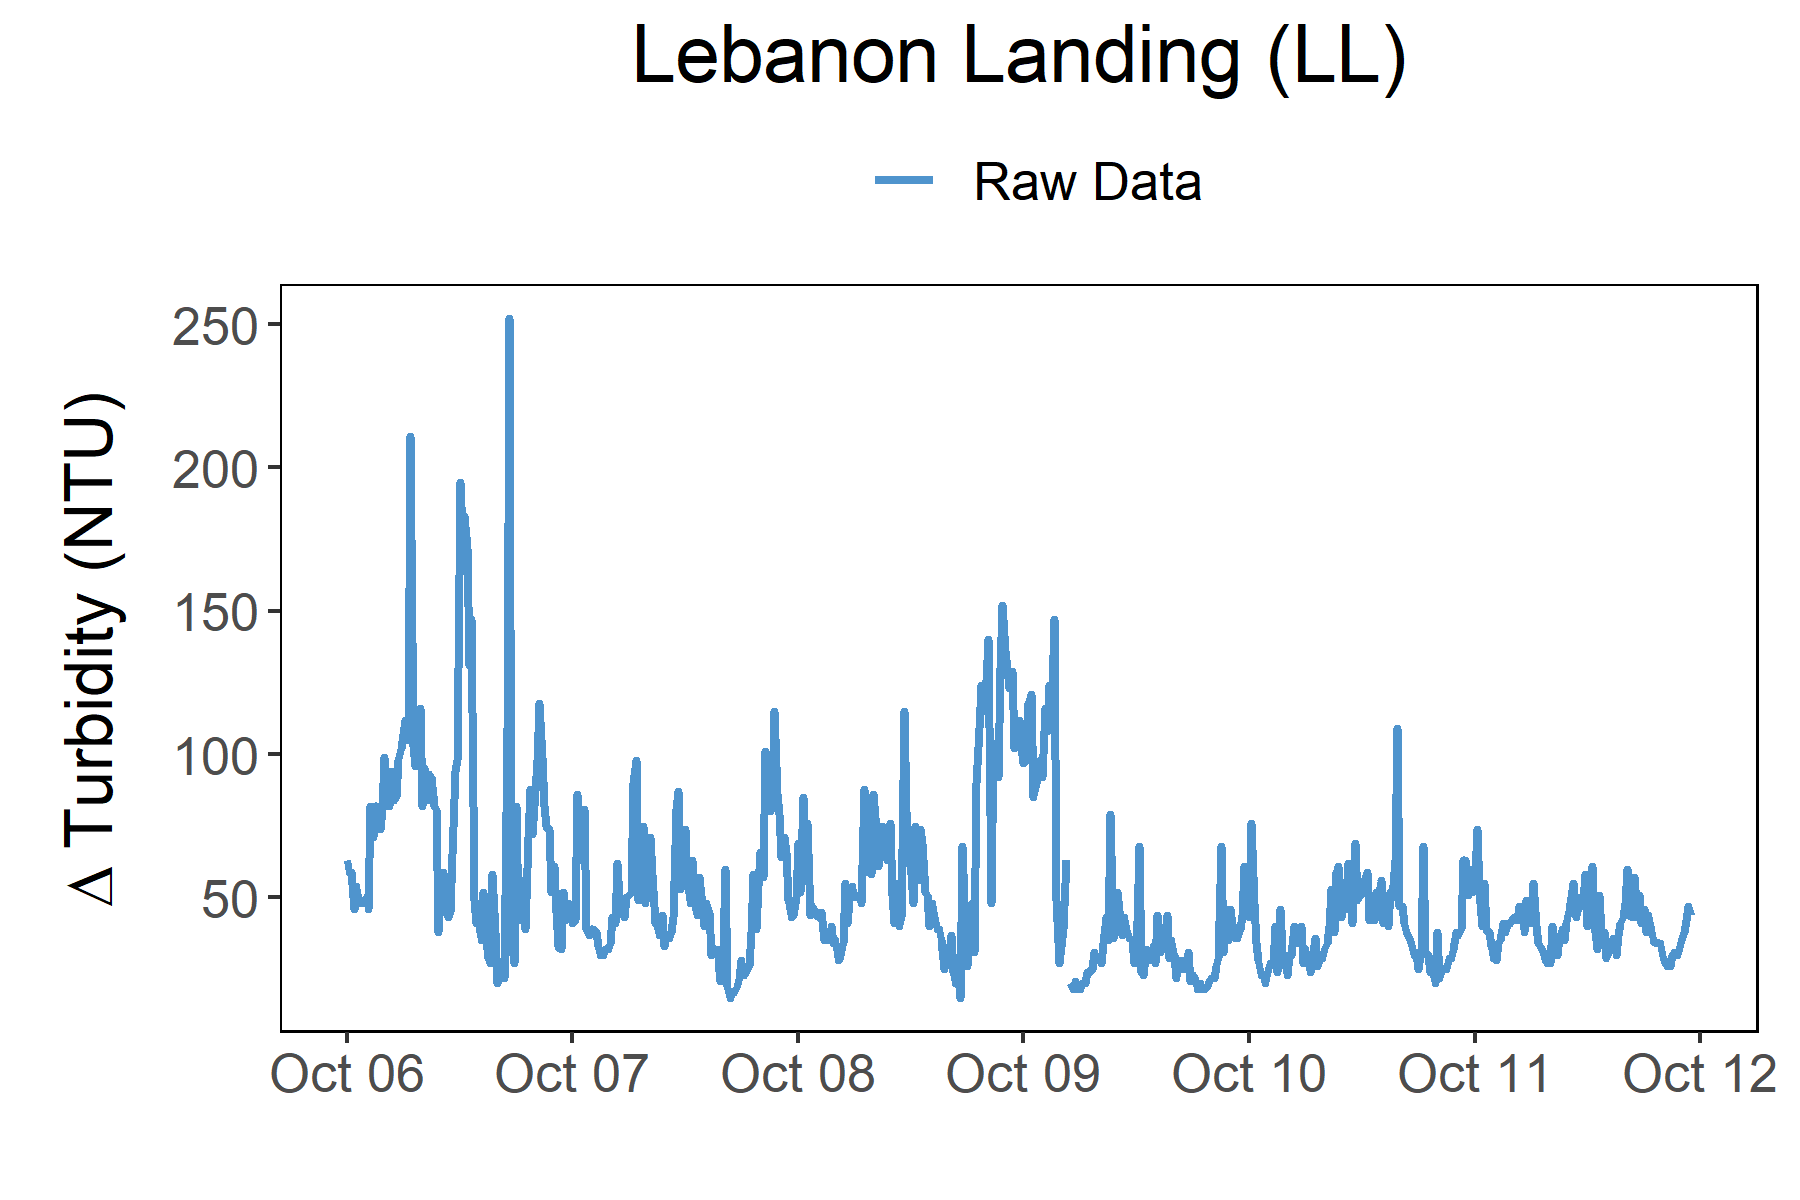 Lebanon Landing (LL)
Raw Data
Δ Turbidity (NTU)
250
200
150
100
50
Oct 06 Oct 07 Oct 08 Oct 09 Oct 10 Oct 11 Oct 12